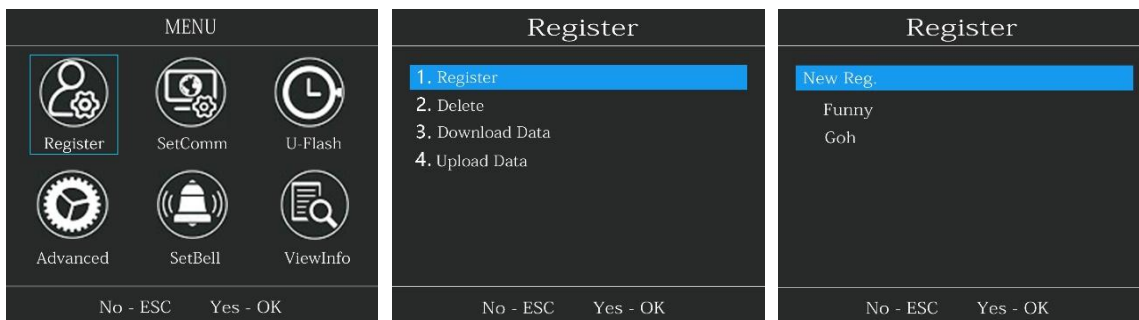 MENU
Register SetComm U-Flash
Advanced SetBell ViewInfo
No - ESC Yes - OK
Register
1. Register
2. Delete
3. Download Data
4. Upload Data
No - ESC Yes - OK
Register
New Reg.
Funny
Goh
No - ESC Yes - OK